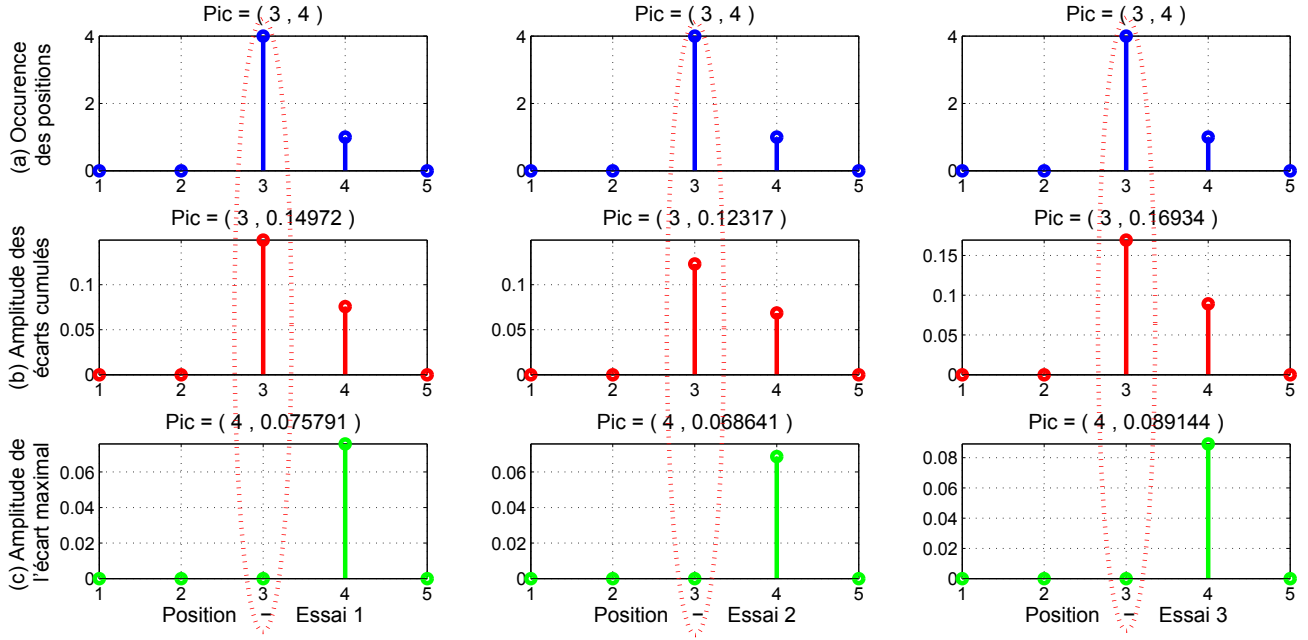 Pic = ( 3 , 4 )
Pic = ( 3 , 4 )
Pic = ( 3 , 4 )
(a) Occurence
des positions
4
2
0
1 2 3 4 5
4
2
0
1 2 3 4 5
4
2
0
1 2 3 4 5
Pic = ( 3 , 0.14972 )
Pic = ( 3 , 0.12317 )
Pic = ( 3 , 0.16934 )
(b) Amplitude des
écarts cumulés
0.1
0.05
0
1 2 3 4 5
0.1
0.05
0
1 2 3 4 5
0.15
0.1
0.05
0
1 2 3 4 5
Pic = ( 4 , 0.075791 )
Pic = ( 4 , 0.068641 )
Pic = ( 4 , 0.089144 )
(c) Amplitude de
l'écart maximal
0.06
0.04
0.02
0
1 2 3 4 5
0.06
0.04
0.02
0
1 2 3 4 5
0.08
0.06
0.04
0.02
0
1 2 3 4 5
Position – Essai 1
Position – Essai 2
Position – Essai 3